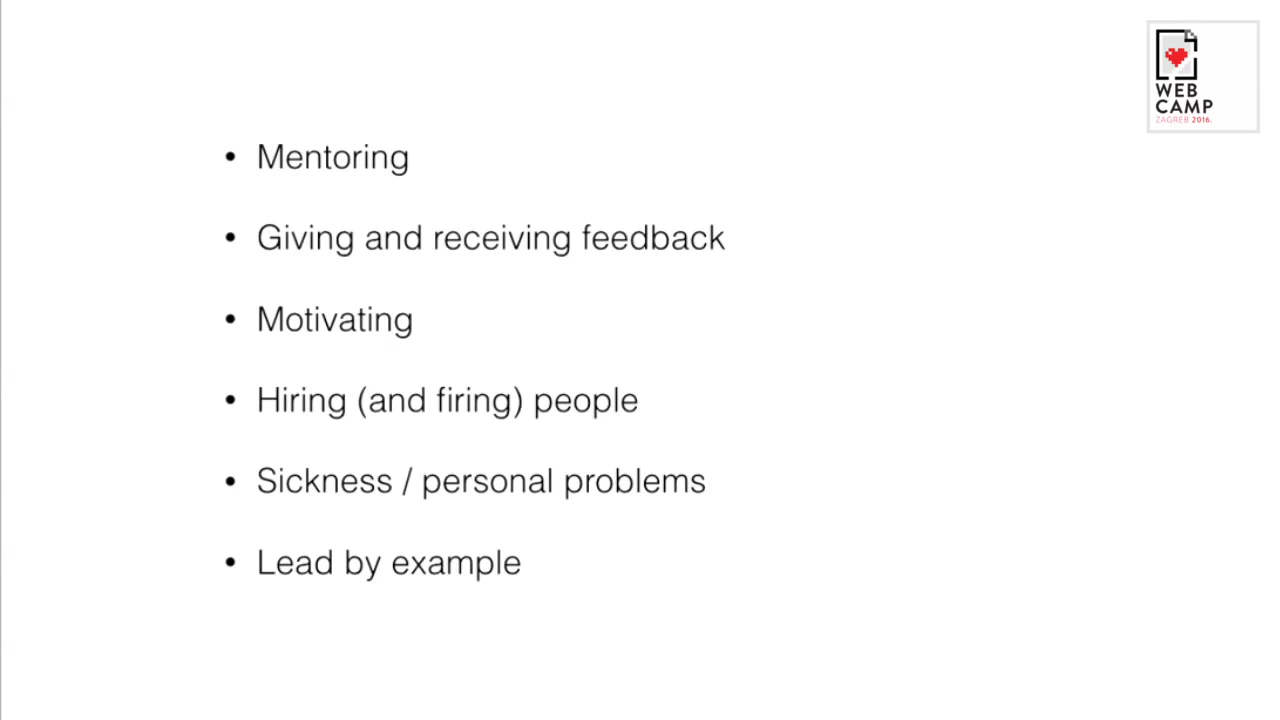 WEB
CAMP
ZAGREB 2016.
• Mentoring
• Giving and receiving feedback
• Motivating
• Hiring (and firing) people
• Sickness / personal problems
• Lead by example